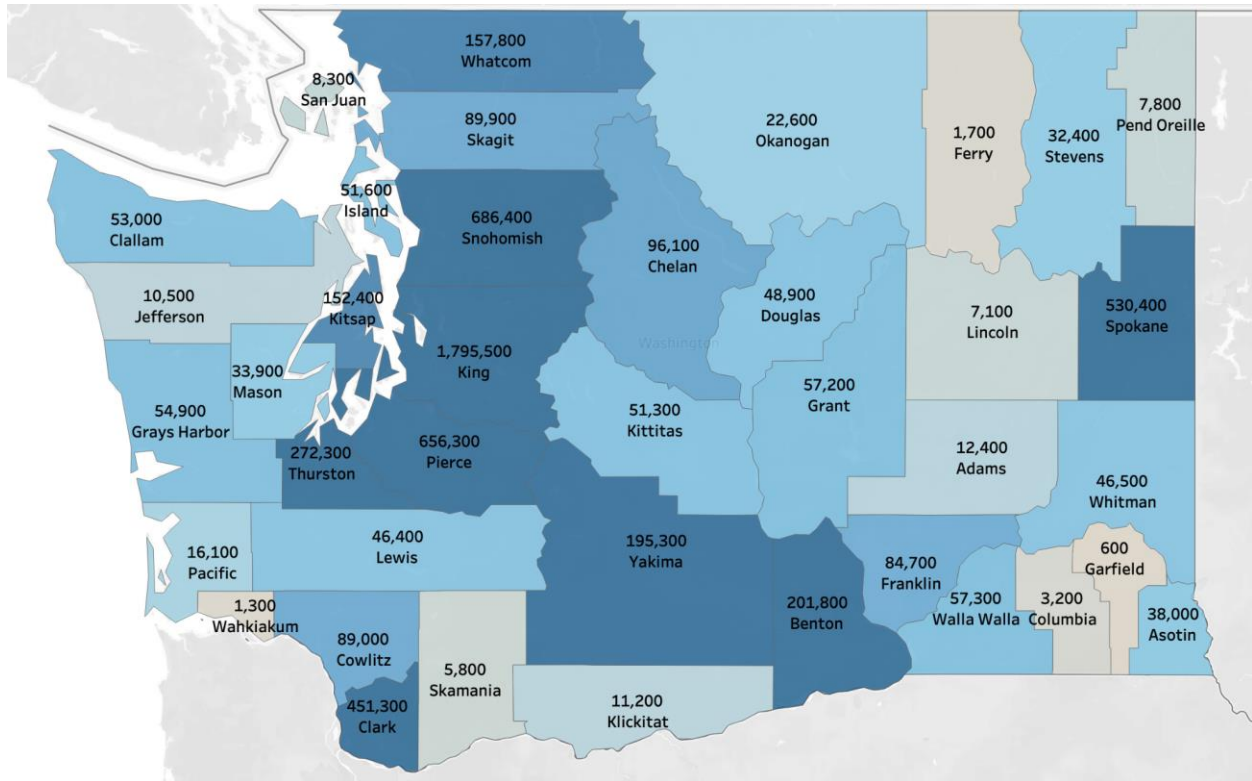 157,800
Whatcom
8,300
San Juan
89,900
Skagit
22,600
Okanogan
1,700
Ferry
32,400
Stevens
7,800
Pend Oreille
53,000
Clallam
51,600
Island
686,400
Snohomish
96,100
Chelan
48,900
Douglas
7,100
Lincoln
530,400
Spokane
10,500
Jefferson
152,400
Kitsap
Washington
1,795,500
King
33,900
Mason
57,200
Grant
54,900
Grays Harbor
51,300
Kittitas
272,300
Thurston
656,300
Pierce
12,400
Adams
46,500
Whitman
46,400
Lewis
195,300
Yakima
16,100
Pacific
84,700
Franklin
600
Garfield
1,300
Wahkiakum
201,800
Benton
57,300
Walla Walla
3,200
Columbia
38,000
Asotin
89,000
Cowlitz
5,800
Skamania
451,300
Clark
11,200
Klickitat